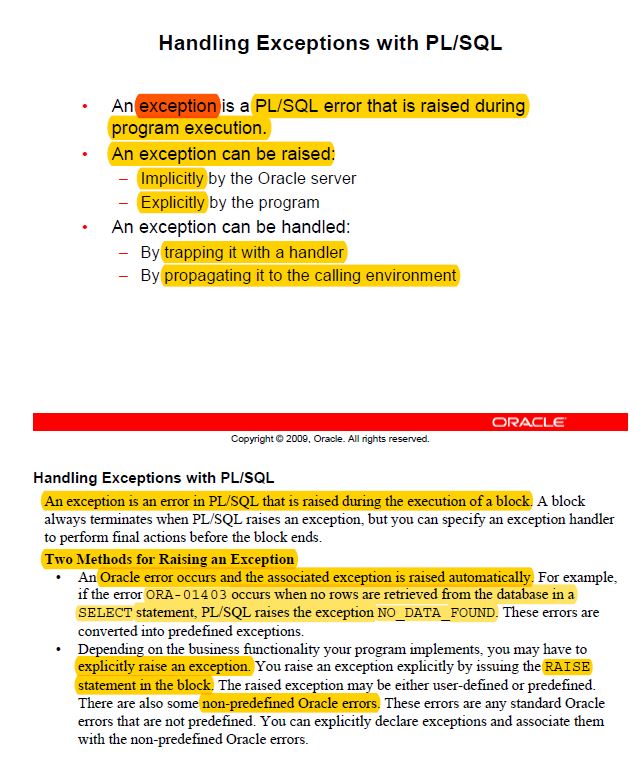 Handling Exceptions with PL/SQL
• An exception is a PL/SQL error that is raised during
program execution.
• An exception can be raised:
– Implicitly by the Oracle server
– Explicitly by the program
• An exception can be handled:
– By trapping it with a handler
– By propagating it to the calling environment
ORACLE
Copyright © 2009, Oracle. All rights reserved.
Handling Exceptions with PL/SQL
An exception is an error in PL/SQL that is raised during the execution of a block. A block
always terminates when PL/SQL raises an exception, but you can specify an exception handler
to perform final actions before the block ends.
Two Methods for Raising an Exception
• An Oracle error occurs and the associated exception is raised automatically. For example,
if the error ORA-01403 occurs when no rows are retrieved from the database in a
SELECT statement, PL/SQL raises the exception NO_DATA_FOUND. These errors are
converted into predefined exceptions.
• Depending on the business functionality your program implements, you may have to
explicitly raise an exception. You raise an exception explicitly by issuing the RAISE
statement in the block. The raised exception may be either user-defined or predefined.
There are also some non-predefined Oracle errors. These errors are any standard Oracle
errors that are not predefined. You can explicitly declare exceptions and associate them
with the non-predefined Oracle errors.